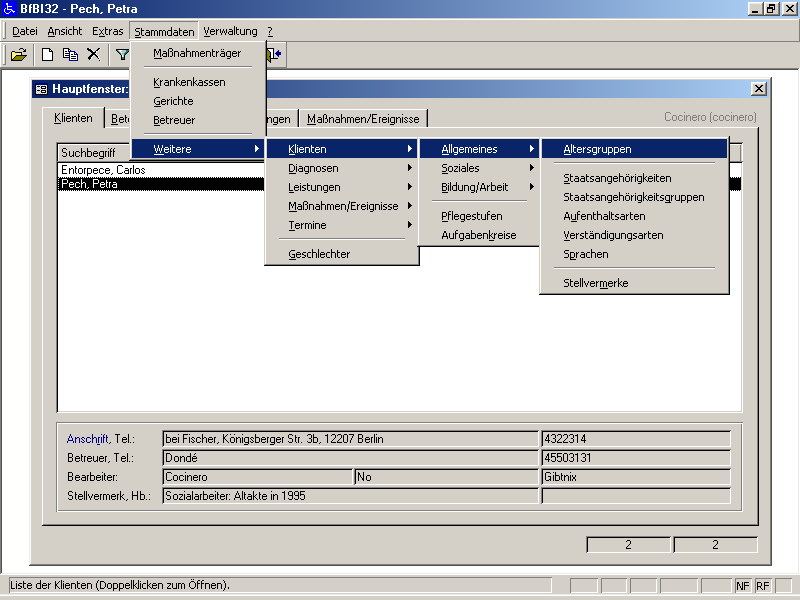 BfBI32 - Pech, Petra
Datei Ansicht Extras Stammdaten Verwaltung ?
Maßnahmenträger
Krankenkassen
Gerichte
Betreuer
Weitere
Hauptfenster:
Klienten Bet ngen Maßnahmen/Ereignisse Cocinero (cocinero)
Suchbegriff
Entorpece, Carlos
Pech, Petra
Klienten
Diagnosen
Leistungen
Maßnahmen/Ereignisse
Termine
Geschlechter
Allgemeines
Soziales
Bildung/Arbeit
Pflegestufen
Aufgabenkreise
Altersgruppen
Staatsangehörigkeiten
Staatsangehörigkeitsgruppen
Aufenthaltsarten
Verständigungsarten
Sprachen
Stellvermerke
Anschrift, Tel.: bei Fischer, Königsberger Str. 3b, 12207 Berlin 4322314
Betreuer, Tel.: Dondé 45503131
Bearbeiter: Cocinero No Gibtnix
Stellvermerk, Hb.: Sozialarbeiter: Altakte in 1995
2 2
Liste der Klienten (Doppelklicken zum Öffnen). NF RF